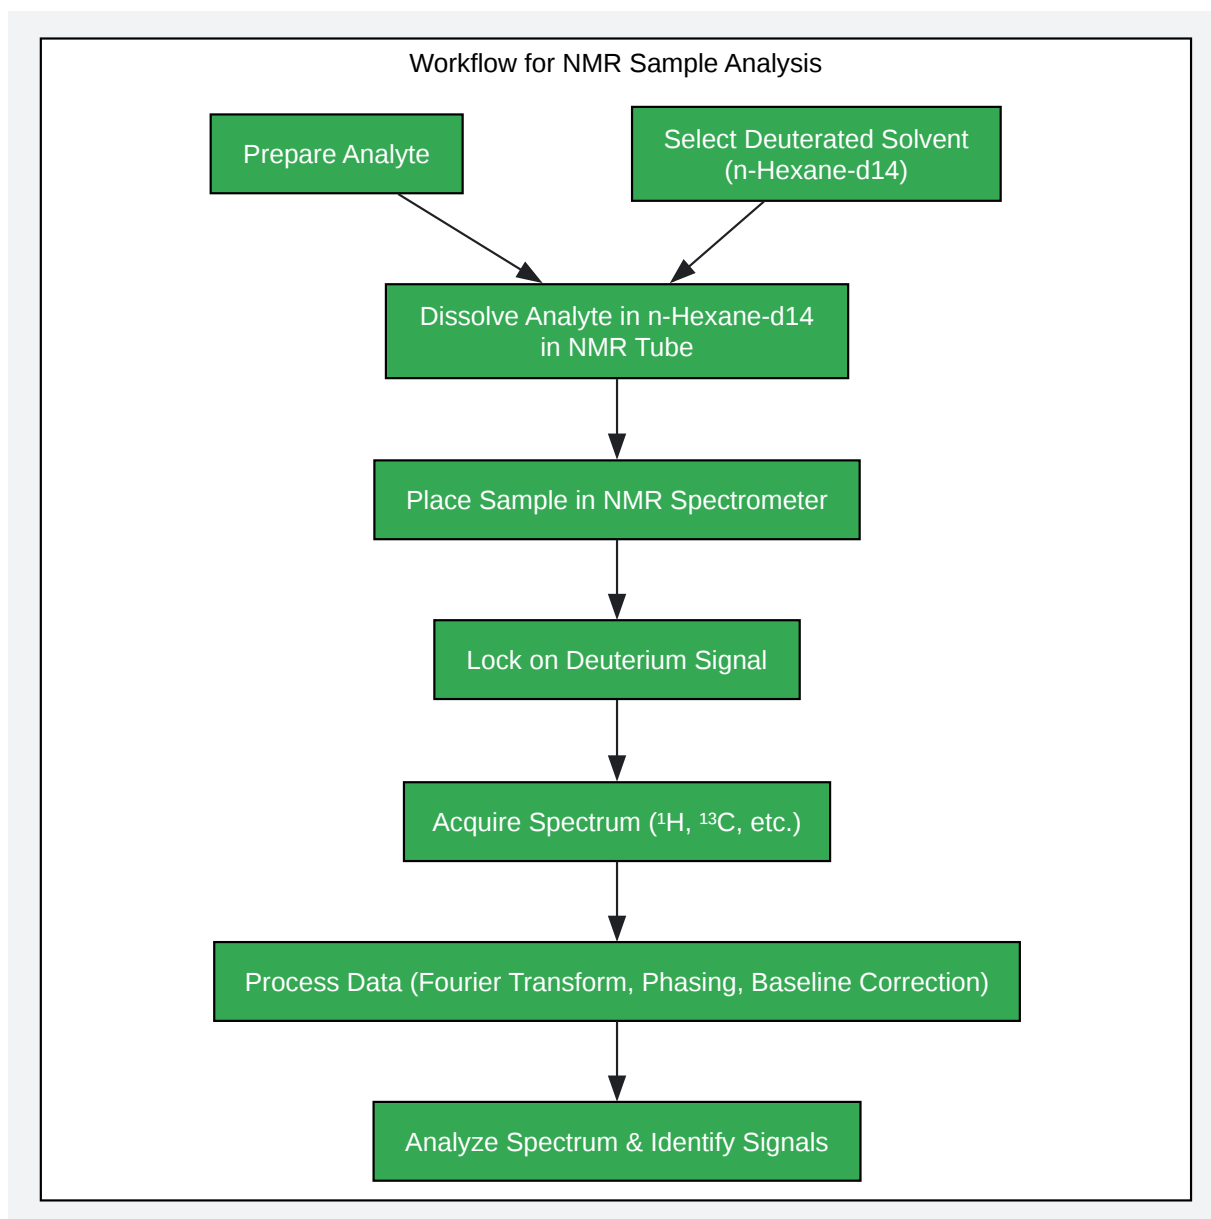 Workflow for NMR Sample Analysis
Prepare Analyte
Select Deuterated Solvent
(n-Hexane-d14)
Dissolve Analyte in n-Hexane-d14
in NMR Tube
Place Sample in NMR Spectrometer
Lock on Deuterium Signal
Acquire Spectrum (¹H, ¹³C, etc.)
Process Data (Fourier Transform, Phasing, Baseline Correction)
Analyze Spectrum & Identify Signals